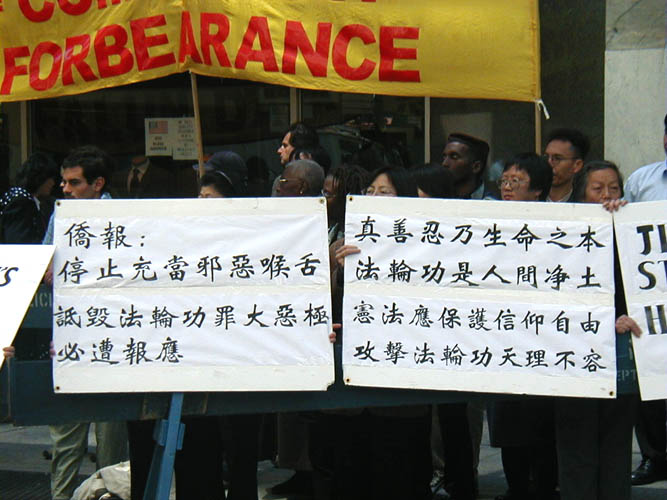 FORBEARANCE
僑報：
停止充當邪惡喉舌
詆毀法輪功罪大惡極
必遭報應
真善忍乃生命之本
法輪功是人間净土
憲法應保護信仰自由
攻擊法輪功天理不容